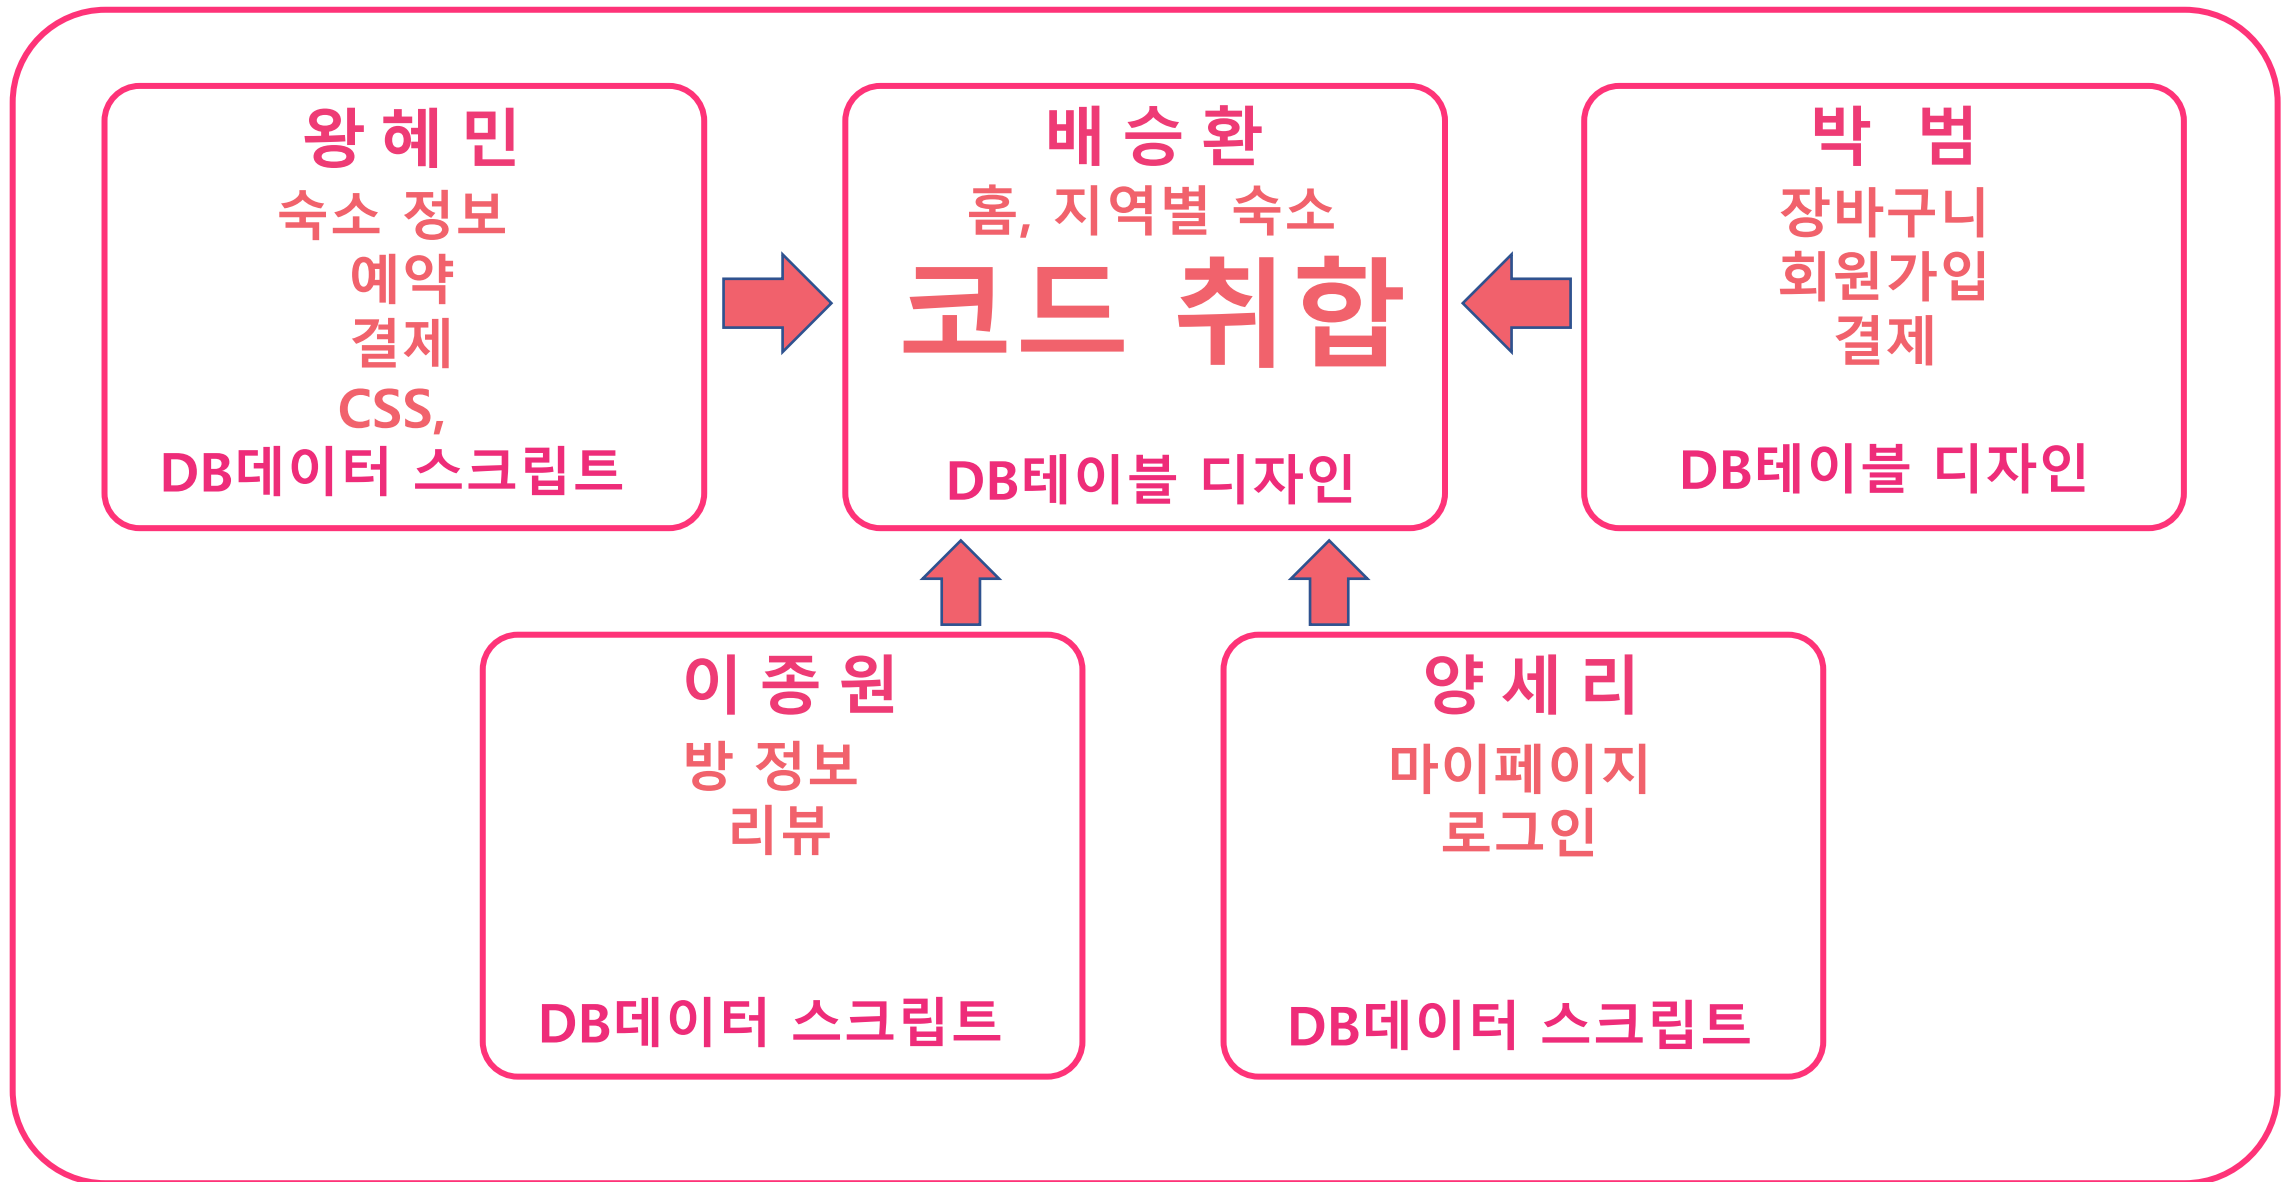 왕 혜 민
숙소 정보
예약
결제
CSS,
DB데이터 스크립트
배 승 환
홈, 지역별 숙소
코드 취합
DB테이블 디자인
박 범
장바구니
회원가입
결제
DB테이블 디자인
이 종 원
방 정보
리뷰
DB데이터 스크립트
양 세 리
마이페이지
로그인
DB데이터 스크립트